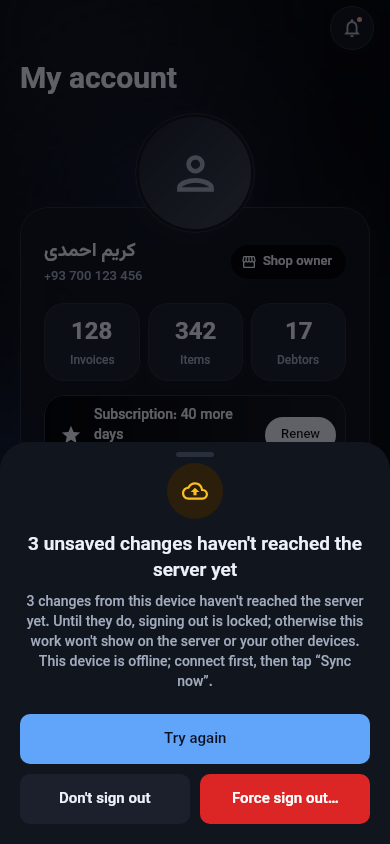 My account
کریم احمدی
+93 700 123 456
Shop owner
128
Invoices
342
Items
17
Debtors
Subscription: 40 more
days
Renew
3 unsaved changes haven't reached the
server yet
3 changes from this device haven't reached the server
yet. Until they do, signing out is locked; otherwise this
work won't show on the server or your other devices.
This device is offline; connect first, then tap “Sync
now”.
Try again
Don't sign out
Force sign out…